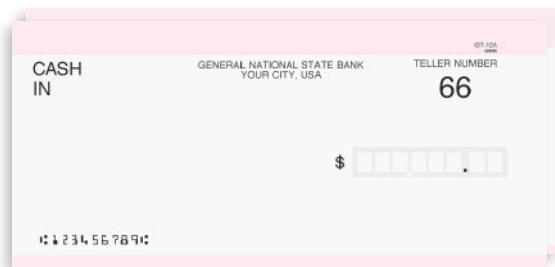 IDT-12A
CASH
IN
GENERAL NATIONAL STATE BANK
YOUR CITY, USA
TELLER NUMBER
66
$ .
⑆123456789⑆